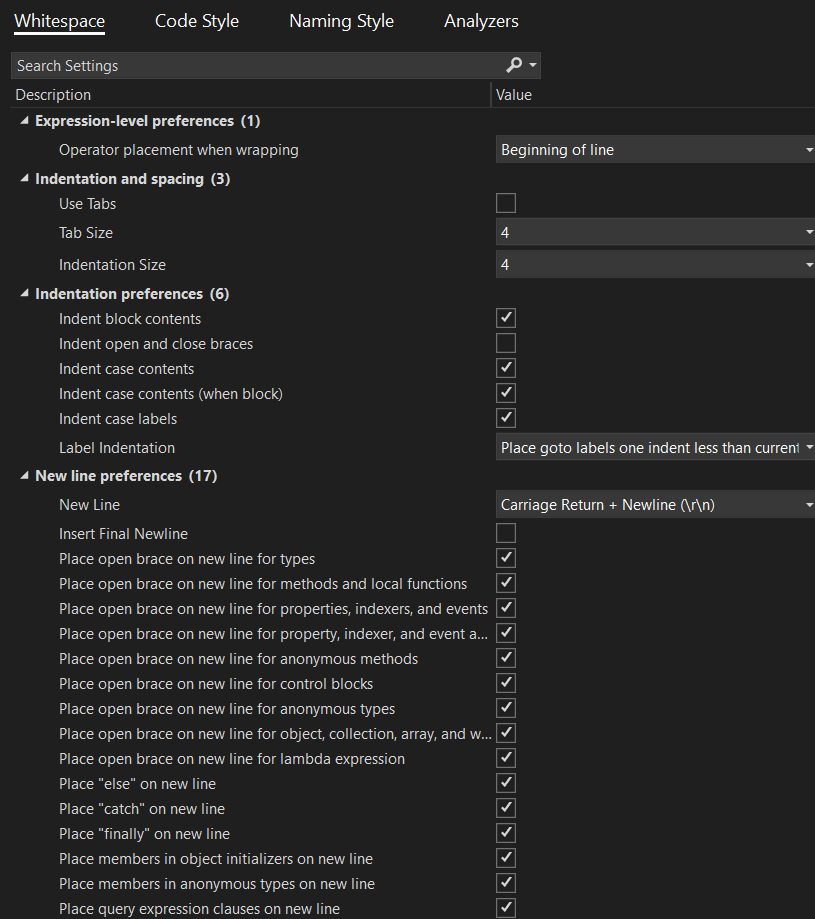 Whitespace Code Style Naming Style Analyzers
Search Settings
Description Value
Expression-level preferences (1)
Operator placement when wrapping Beginning of line
Indentation and spacing (3)
Use Tabs
Tab Size 4
Indentation Size 4
Indentation preferences (6)
Indent block contents
Indent open and close braces
Indent case contents
Indent case contents (when block)
Indent case labels
Label Indentation Place goto labels one indent less than current
New line preferences (17)
New Line Carriage Return + Newline (\r\n)
Insert Final Newline
Place open brace on new line for types
Place open brace on new line for methods and local functions
Place open brace on new line for properties, indexers, and events
Place open brace on new line for property, indexer, and event a...
Place open brace on new line for anonymous methods
Place open brace on new line for control blocks
Place open brace on new line for anonymous types
Place open brace on new line for object, collection, array, and w...
Place open brace on new line for lambda expression
Place "else" on new line
Place "catch" on new line
Place "finally" on new line
Place members in object initializers on new line
Place members in anonymous types on new line
Place query expression clauses on new line